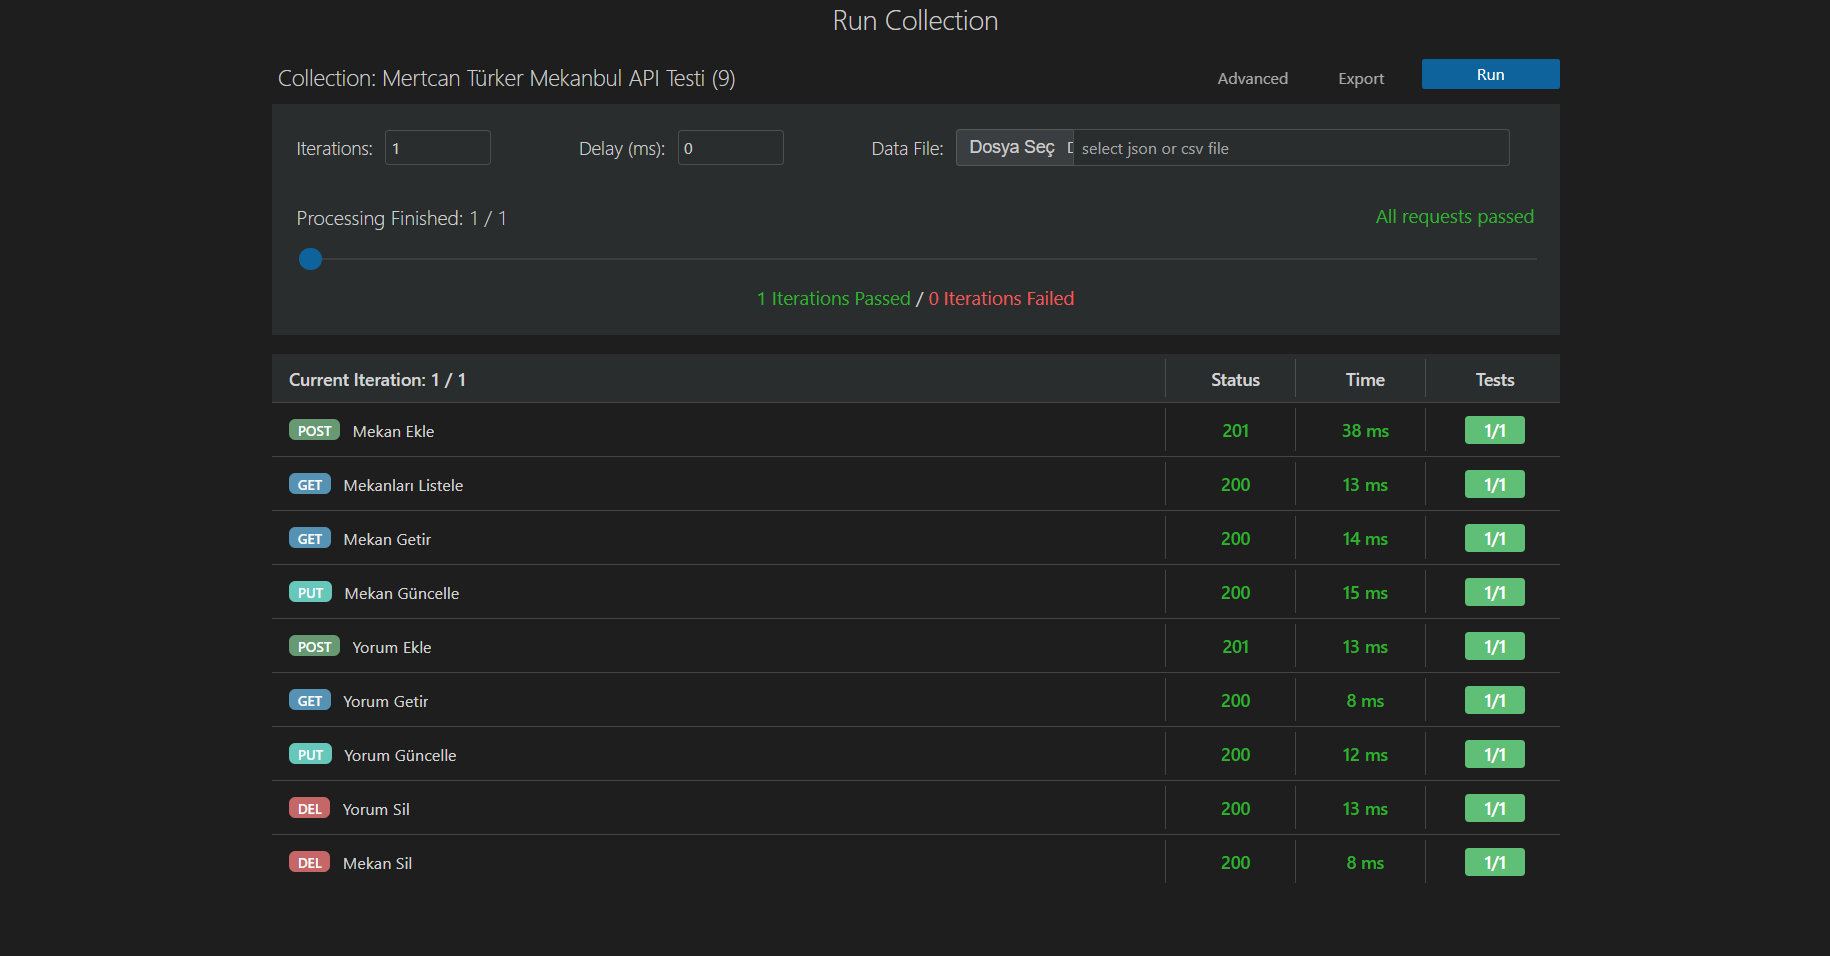 Run Collection
Collection: Mertcan Türker Mekanbul API Testi (9) Advanced Export Run
Iterations: 1 Delay (ms): 0 Data File: Dosya Seç select json or csv file
Processing Finished: 1 / 1 All requests passed
1 Iterations Passed / 0 Iterations Failed
Current Iteration: 1 / 1 Status Time Tests
POST Mekan Ekle 201 38 ms 1/1
GET Mekanları Listele 200 13 ms 1/1
GET Mekan Getir 200 14 ms 1/1
PUT Mekan Güncelle 200 15 ms 1/1
POST Yorum Ekle 201 13 ms 1/1
GET Yorum Getir 200 8 ms 1/1
PUT Yorum Güncelle 200 12 ms 1/1
DEL Yorum Sil 200 13 ms 1/1
DEL Mekan Sil 200 8 ms 1/1